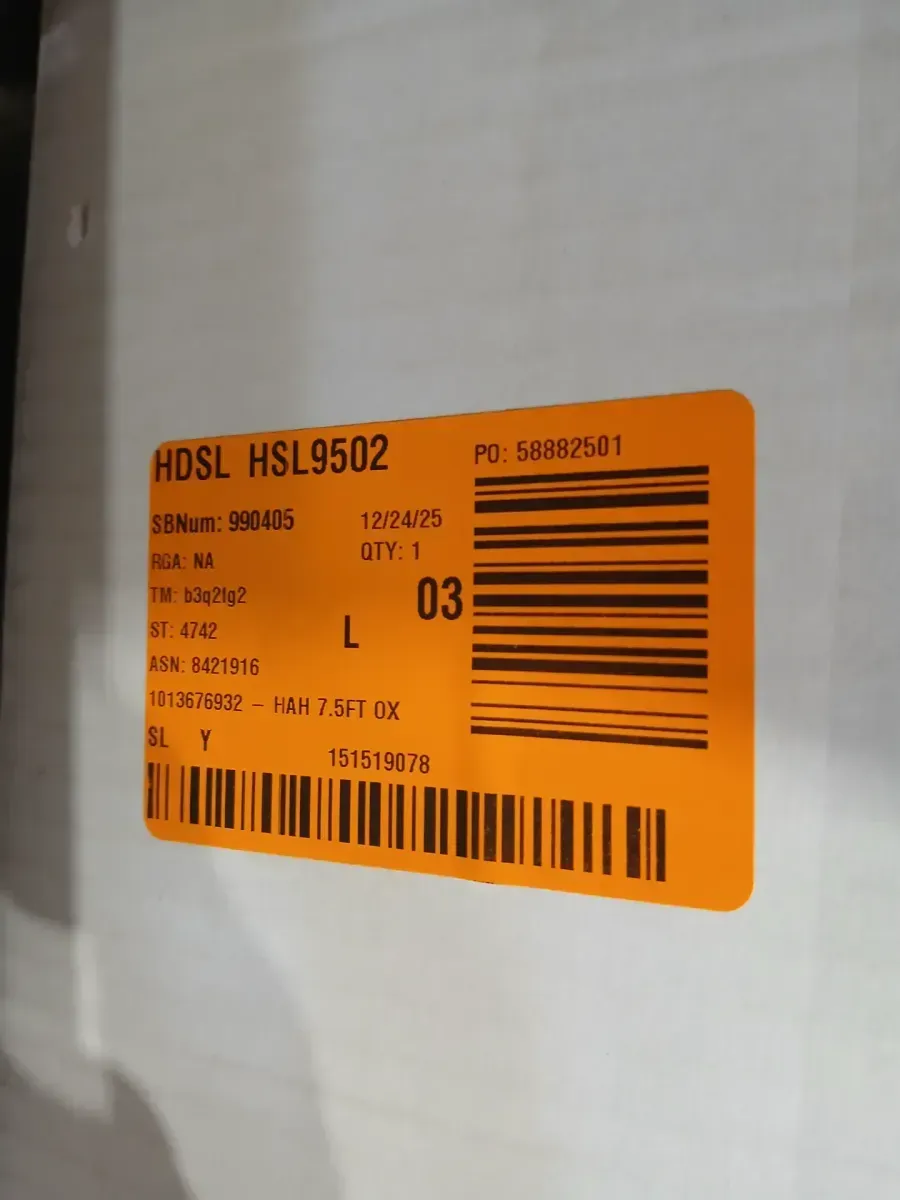 HDSL HSL9502
PO: 58882501
SBNum: 990405
12/24/25
RGA: NA
QTY: 1
TM: b3q2lg2
03
ST: 4742
L
ASN: 8421916
1013676932 – HAH 7.5FT OX
SL Y
151519078